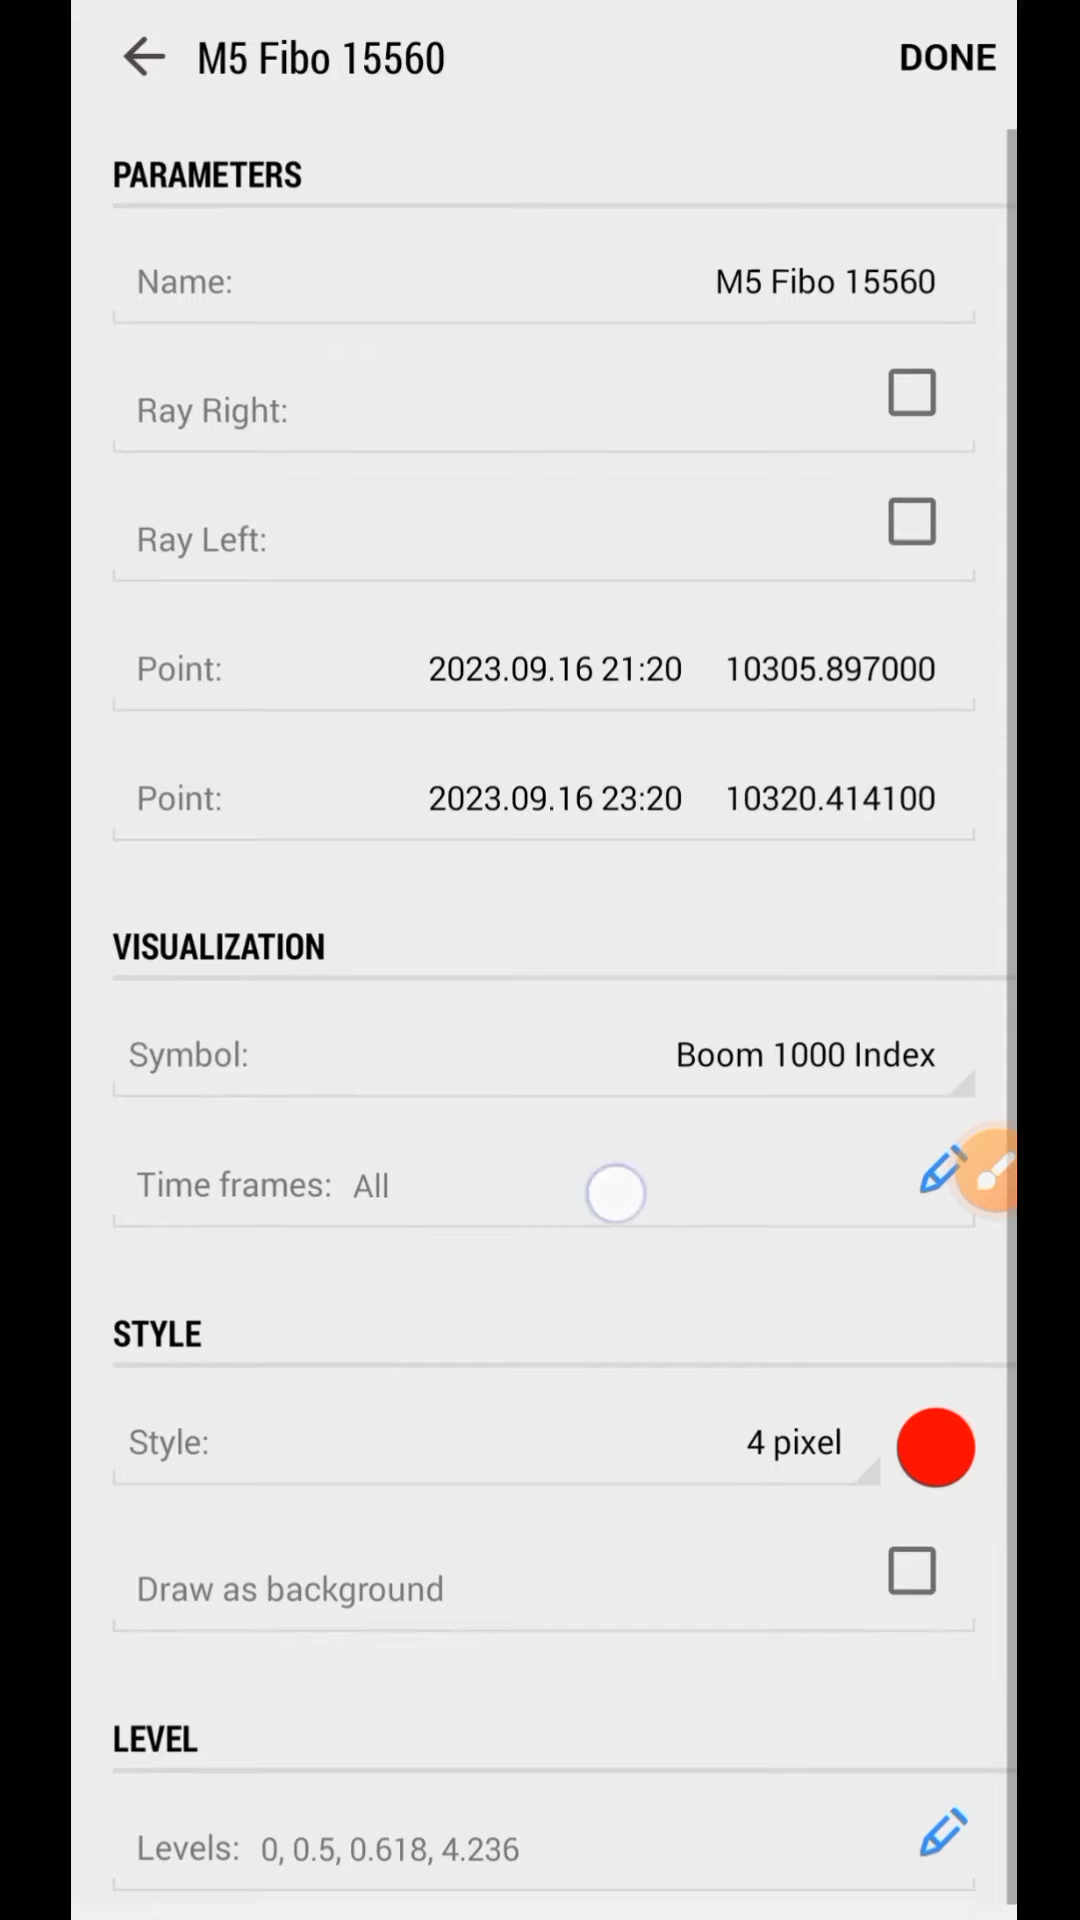 M5 Fibo 15560 DONE
PARAMETERS
Name: M5 Fibo 15560
Ray Right:
Ray Left:
Point: 2023.09.16 21:20 10305.897000
Point: 2023.09.16 23:20 10320.414100
VISUALIZATION
Symbol: Boom 1000 Index
Time frames: All
STYLE
Style: 4 pixel
Draw as background
LEVEL
Levels: 0, 0.5, 0.618, 4.236